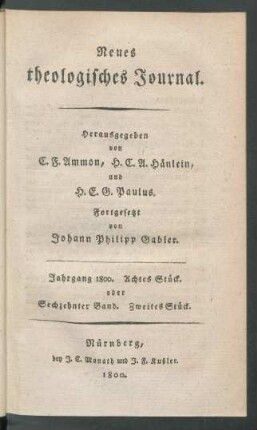 Neues
theologisches Journal.
Herausgegeben
von
C. F. Ammon, H. C. A. Hänlein,
und
H. E. G. Paulus.
Fortgesetzt
von
Johann Philipp Gabler.
Jahrgang 1800. Achtes Stück.
oder
Sechzehnter Band. Zweites Stück.
Nürnberg,
bey J. C. Monath und J. F. Kußler.
1800.